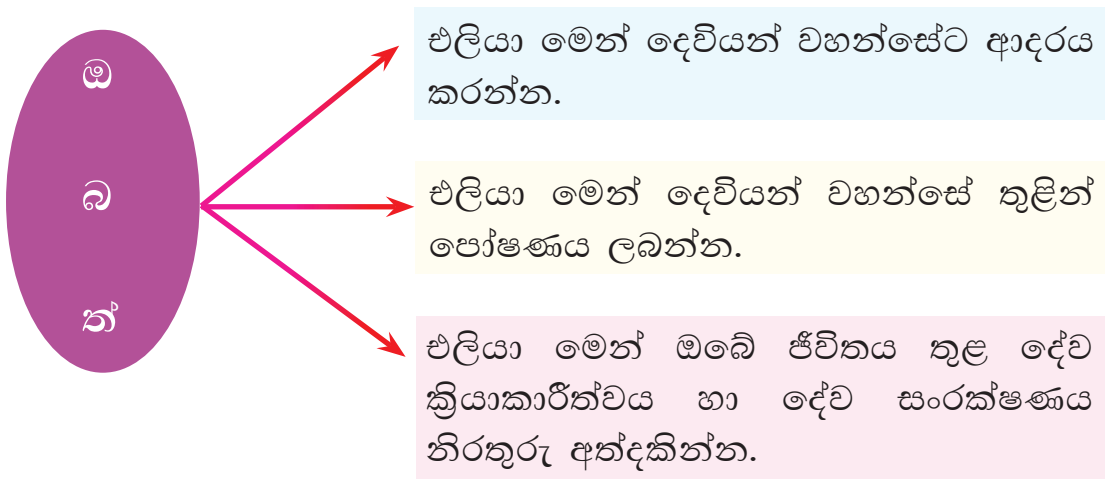 ඔ
බ
ත්
එලියා මෙන් දෙවියන් වහන්සේට ආදරය
කරන්න.
එලියා මෙන් දෙවියන් වහන්සේ තුළින්
පෝෂණය ලබන්න.
එලියා මෙන් ඔබේ ජීවිතය තුළ දේව
ක්‍රියාකාරීත්වය හා දේව සංරක්ෂණය
නිරතුරු අත්දකින්න.